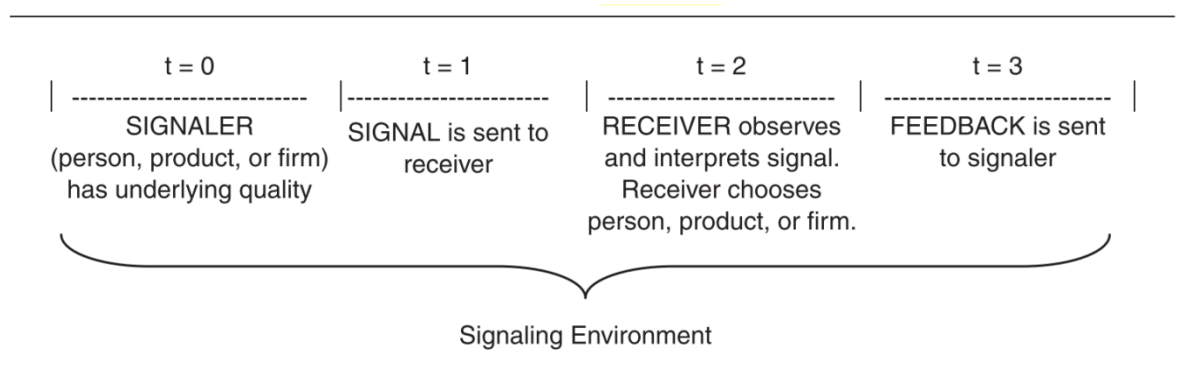 t = 0
t = 1
t = 2
t = 3
SIGNALER
(person, product, or firm)
has underlying quality
SIGNAL is sent to
receiver
RECEIVER observes
and interprets signal.
Receiver chooses
person, product, or firm.
FEEDBACK is sent
to signaler
Signaling Environment